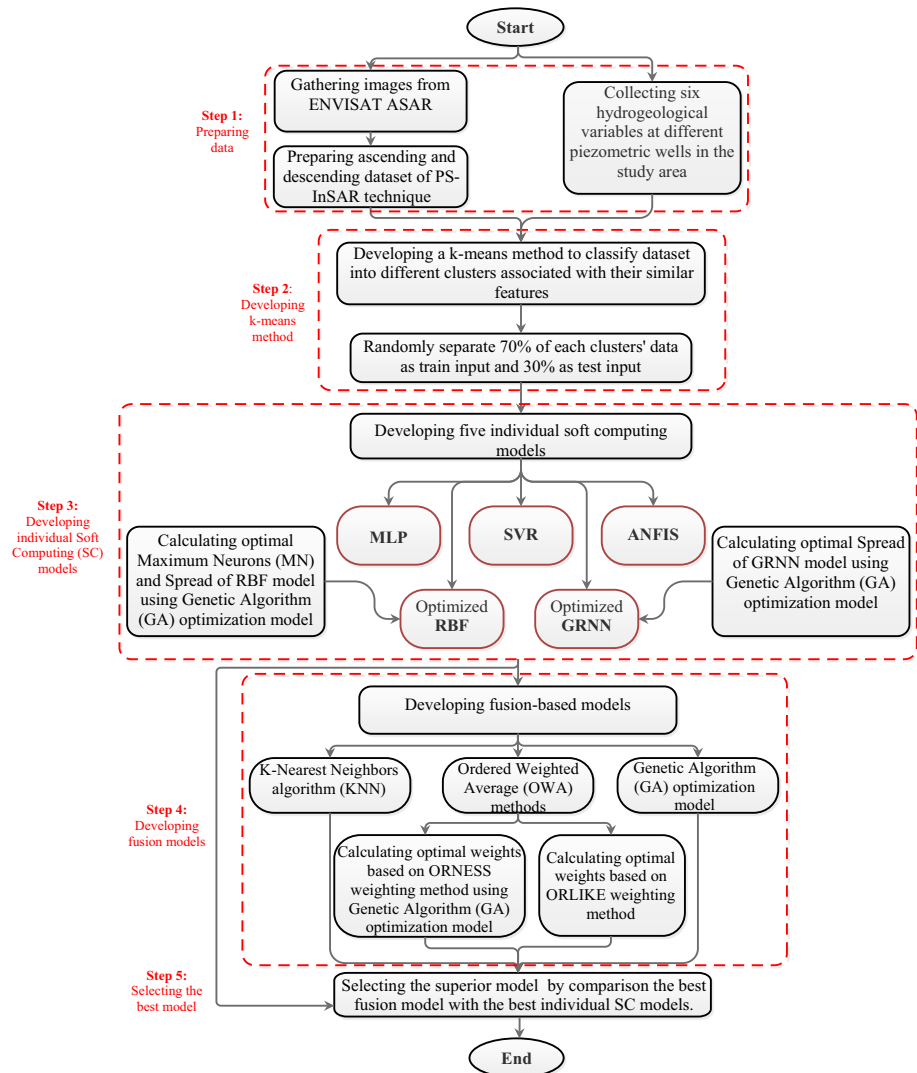 Start
Step 1:
Preparing
data
Gathering images from
ENVISAT ASAR
Preparing ascending and
descending dataset of PS-
InSAR technique
Collecting six
hydrogeological
variables at different
piezometric wells in the
study area
Step 2:
Developing
k-means
method
Developing a k-means method to classify dataset
into different clusters associated with their similar
features
Randomly separate 70% of each clusters' data
as train input and 30% as test input
Step 3:
Developing
individual Soft
Computing (SC)
models
Developing five individual soft computing
models
MLP
SVR
ANFIS
Calculating optimal
Maximum Neurons (MN)
and Spread of RBF model
using Genetic Algorithm
(GA) optimization model
Optimized
RBF
Optimized
GRNN
Calculating optimal Spread
of GRNN model using
Genetic Algorithm (GA)
optimization model
Step 4:
Developing
fusion models
Developing fusion-based models
K-Nearest Neighbors
algorithm (KNN)
Ordered Weighted
Average (OWA)
methods
Genetic Algorithm
(GA) optimization
model
Calculating optimal weights
based on ORNESS
weighting method using
Genetic Algorithm (GA)
optimization model
Calculating optimal
weights based on
ORLIKE weighting
method
Step 5:
Selecting the
best model
Selecting the superior model  by comparison the best
fusion model with the best individual SC models.
End